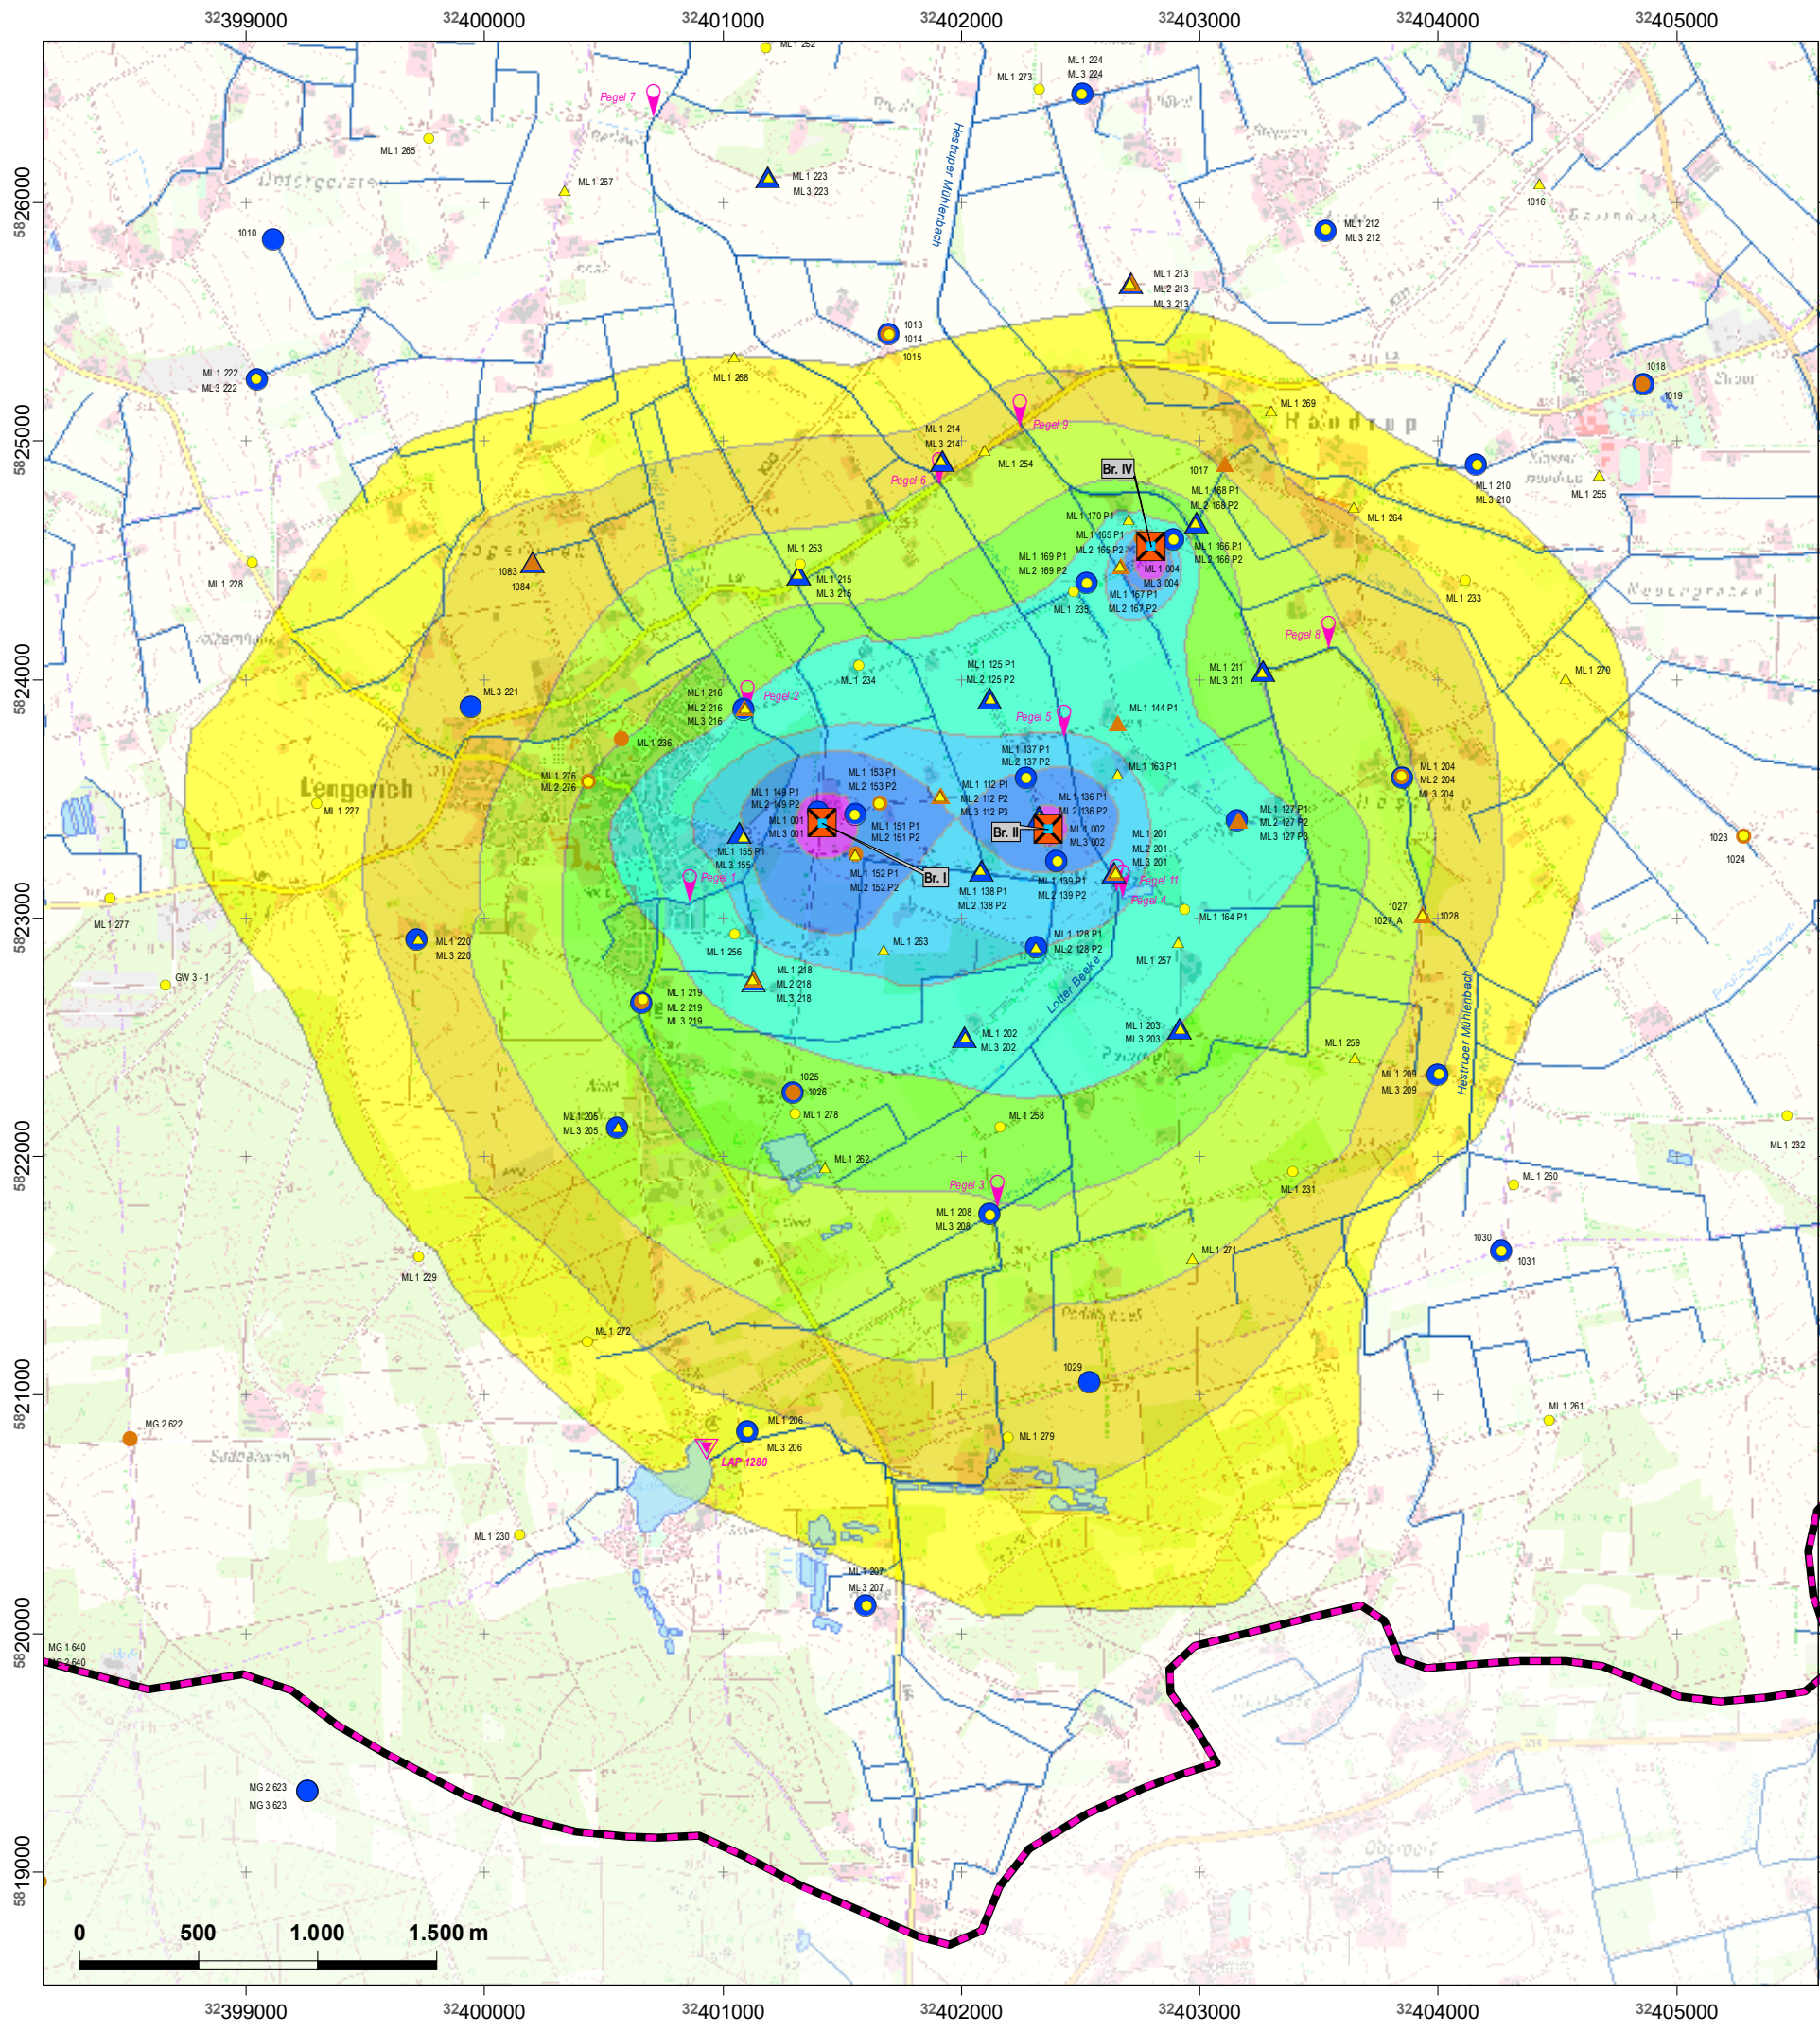 32399000 32400000 32401000 32402000 32403000 32404000 32405000
5826000
5825000
5824000
5823000
5822000
5821000
5820000
5819000
ML 1 252
ML 1 273
ML 1 224
ML 3 224
Pegel 7
ML 1 265
ML 1 267
ML 1 223
ML 3 223
Hestruper Mühlenbach
1016
1010
ML 1 212
ML 3 212
ML 1 213
ML 2 213
ML 3 213
1013
1014
1015
ML 1 222
ML 3 222
ML 1 268
1018
1019
ML 1 269
Handrup
ML 1 214
ML 3 214
Pegel 9
ML 1 254
Pegel 6
Br. IV
1017
ML 1 210
ML 3 210
ML 1 255
ML 1 168 P1
ML 2 168 P2
ML 1 264
ML 1 170 P1
ML 1 165 P1
ML 2 165 P2
ML 1 166 P1
ML 2 166 P2
ML 1 169 P1
ML 2 169 P2
ML 1 004
ML 3 004
ML 1 167 P1
ML 2 167 P2
ML 1 235
ML 1 233
1083
1084
ML 1 228
ML 1 253
ML 1 215
ML 3 215
Pegel 8
ML 1 270
ML 1 211
ML 3 211
ML 1 234
ML 1 125 P1
ML 2 125 P2
ML 3 221
ML 1 216
ML 2 216
ML 3 216
Pegel 2
Pegel 5
ML 1 144 P1
ML 1 236
ML 1 276
ML 2 276
Lengerich
ML 1 227
ML 1 137 P1
ML 2 137 P2
ML 1 163 P1
ML 1 204
ML 2 204
ML 3 204
ML 1 153 P1
ML 2 153 P2
ML 1 112 P1
ML 2 112 P2
ML 3 112 P3
ML 1 149 P1
ML 2 149 P2
ML 1 001
ML 3 001
ML 1 136 P1
ML 2 136 P2
ML 1 002
ML 3 002
Br. II
ML 1 151 P1
ML 2 151 P2
ML 1 127 P1
ML 2 127 P2
ML 3 127 P3
ML 1 201
ML 2 201
ML 3 201
1023
1024
ML 1 155 P1
ML 3 155
ML 1 152 P1
ML 2 152 P2
Br. I
ML 1 138 P1
ML 2 138 P2
ML 1 139 P1
ML 2 139 P2
Pegel 11
Pegel 4
Pegel 1
ML 1 277
ML 1 164 P1
1027
1027_A
1028
ML 1 220
ML 3 220
ML 1 256
ML 1 263
ML 1 128 P1
ML 2 128 P2
ML 1 257
GW 3 - 1
ML 1 218
ML 2 218
ML 3 218
Lotter Beeke
ML 1 219
ML 2 219
ML 3 219
Hestruper Mühlenbach
ML 1 202
ML 3 202
ML 1 203
ML 3 203
ML 1 259
ML 1 209
ML 3 209
1025
1026
ML 1 278
ML 1 205
ML 3 205
ML 1 258
ML 1 232
ML 1 262
Pegel 3
ML 1 231
ML 1 260
ML 1 208
ML 3 208
1030
1031
ML 1 229
ML 1 271
ML 1 272
1029
ML 1 261
MG 2 622
ML 1 206
ML 3 206
LAP 1280
ML 1 279
ML 1 230
ML 1 207
ML 3 207
MG 1 640
MG 2 640
MG 2 623
MG 3 623
0 500 1.000 1.500 m
32399000 32400000 32401000 32402000 32403000 32404000 32405000